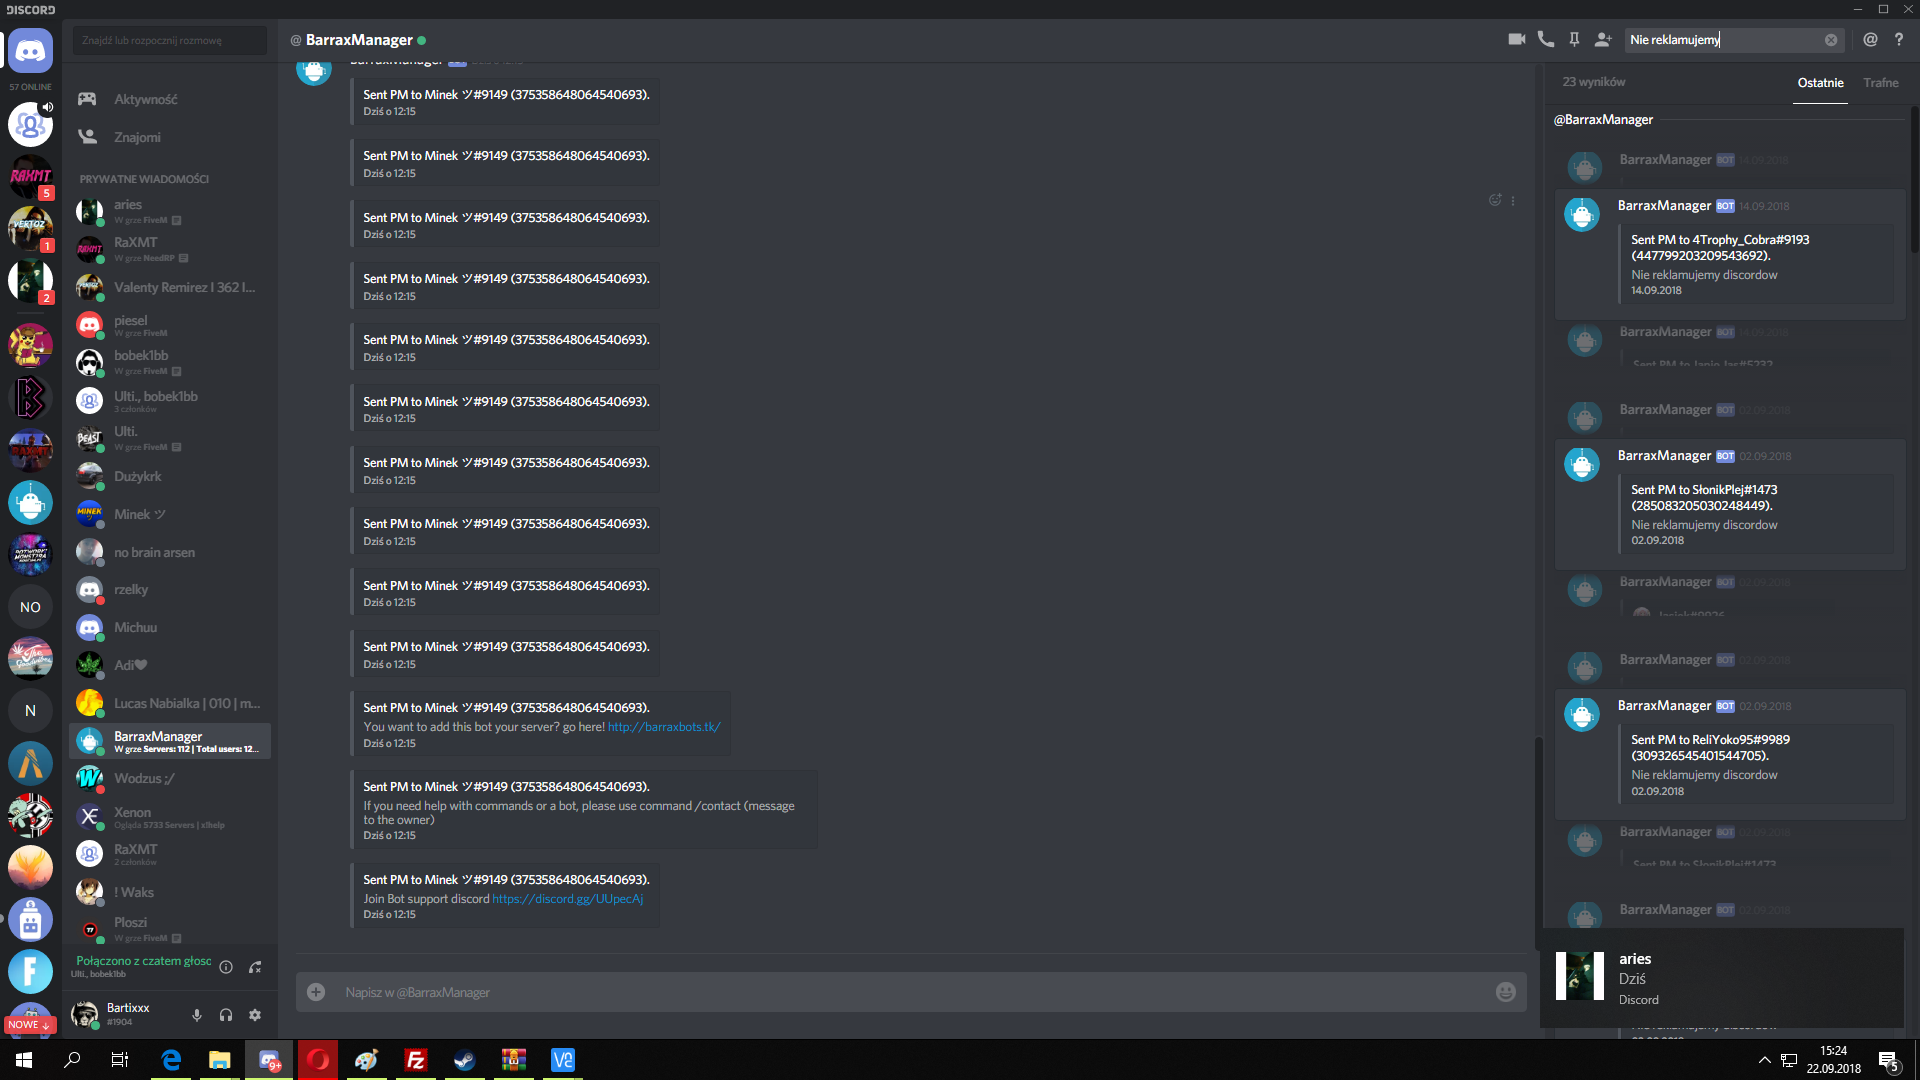 DISCORD
Znajdź lub rozpocznij rozmowę
@ BarraxManager
Nie reklamujemy
57 ONLINE
Aktywność
Znajomi
PRYWATNE WIADOMOŚCI
aries
W grze FiveM
RaXMT
W grze NeedRP
Valenty Remirez I 362 I...
piesel
W grze FiveM
bobek1bb
W grze FiveM
Ulti., bobek1bb
3 członków
Ulti.
W grze FiveM
Dużykrk
Minek ツ
no brain arsen
rzelky
Michuu
Adi♥
Lucas Nabialka | 010 | m...
BarraxManager
W grze Servers: 112 | Total users: 12...
Wodzus ;/
Xenon
Ogląda 5733 Servers | x!help
RaXMT
2 członków
! Waks
Ploszi
W grze FiveM
Połączono z czatem głosc
Ulti., bobek1bb
Bartixxx
#1904
RAXMT
5
VERTOZ
1
2
NO
N
NOWE ↓
Sent PM to Minek ツ#9149 (375358648064540693).
Dziś o 12:15
Sent PM to Minek ツ#9149 (375358648064540693).
Dziś o 12:15
Sent PM to Minek ツ#9149 (375358648064540693).
Dziś o 12:15
Sent PM to Minek ツ#9149 (375358648064540693).
Dziś o 12:15
Sent PM to Minek ツ#9149 (375358648064540693).
Dziś o 12:15
Sent PM to Minek ツ#9149 (375358648064540693).
Dziś o 12:15
Sent PM to Minek ツ#9149 (375358648064540693).
Dziś o 12:15
Sent PM to Minek ツ#9149 (375358648064540693).
Dziś o 12:15
Sent PM to Minek ツ#9149 (375358648064540693).
Dziś o 12:15
Sent PM to Minek ツ#9149 (375358648064540693).
Dziś o 12:15
Sent PM to Minek ツ#9149 (375358648064540693).
You want to add this bot your server? go here! http://barraxbots.tk/
Dziś o 12:15
Sent PM to Minek ツ#9149 (375358648064540693).
If you need help with commands or a bot, please use command /contact (message
to the owner)
Dziś o 12:15
Sent PM to Minek ツ#9149 (375358648064540693).
Join Bot support discord https://discord.gg/UUpecAj
Dziś o 12:15
Napisz w @BarraxManager
23 wyników
Ostatnie
Trafne
@BarraxManager
BarraxManager BOT 14.09.2018
BarraxManager BOT 14.09.2018
Sent PM to 4Trophy_Cobra#9193
(447799203209543692).
Nie reklamujemy discordow
14.09.2018
BarraxManager BOT 14.09.2018
BarraxManager BOT 02.09.2018
BarraxManager BOT 02.09.2018
Sent PM to SłonikPlej#1473
(285083205030248449).
Nie reklamujemy discordow
02.09.2018
BarraxManager BOT 02.09.2018
BarraxManager BOT 02.09.2018
BarraxManager BOT 02.09.2018
Sent PM to ReliYoko95#9989
(309326545401544705).
Nie reklamujemy discordow
02.09.2018
BarraxManager BOT 02.09.2018
Sent PM to SłonikPlej#1473
BarraxManager BOT 02.09.2018
aries
Dziś
Discord
9+
15:24
22.09.2018
5